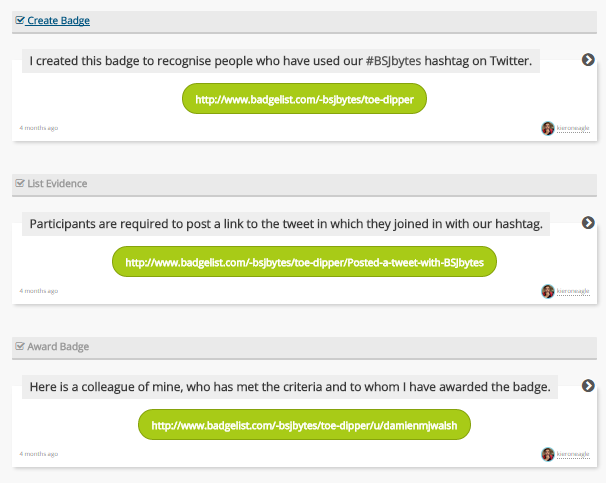 Create Badge
I created this badge to recognise people who have used our #BSJbytes hashtag on Twitter.
http://www.badgelist.com/-bsjbytes/toe-dipper
4 months ago
kieroneagle
List Evidence
Participants are required to post a link to the tweet in which they joined in with our hashtag.
http://www.badgelist.com/-bsjbytes/toe-dipper/Posted-a-tweet-with-BSJbytes
4 months ago
kieroneagle
Award Badge
Here is a colleague of mine, who has met the criteria and to whom I have awarded the badge.
http://www.badgelist.com/-bsjbytes/toe-dipper/u/damienmjwalsh
4 months ago
kieroneagle